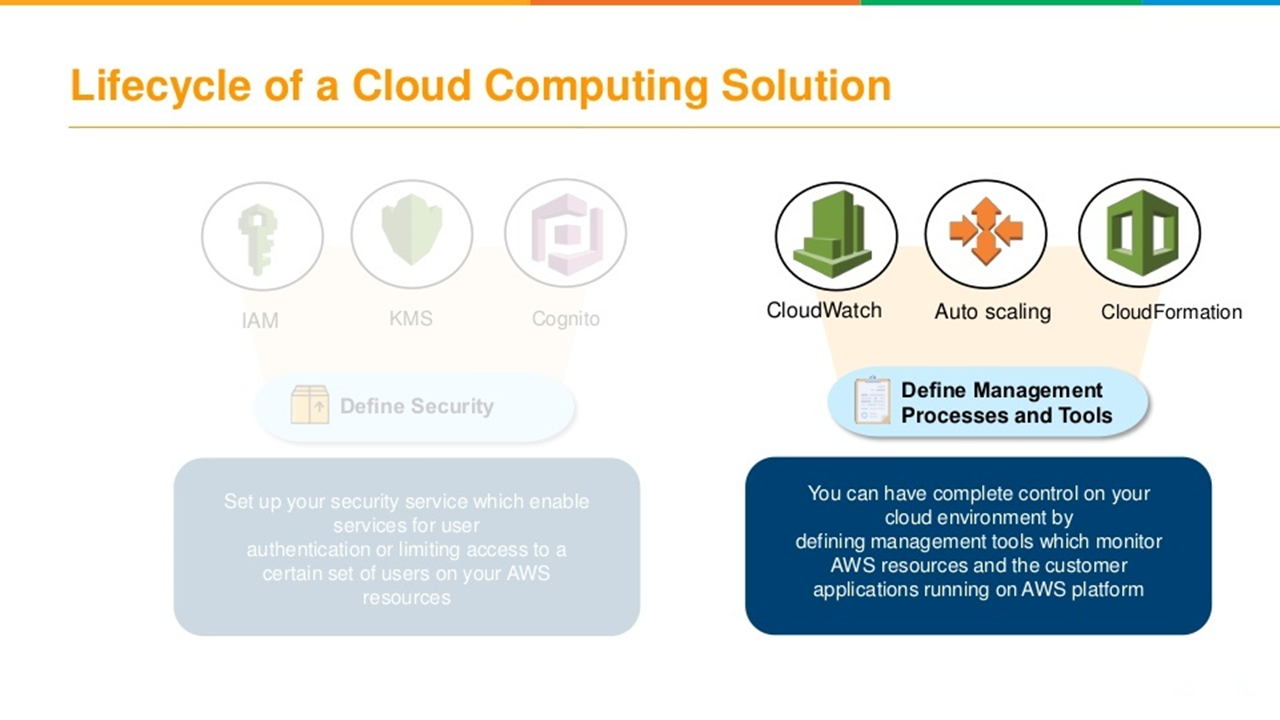 Lifecycle of a Cloud Computing Solution
IAM
KMS
Cognito
Define Security
Set up your security service which enable
services for user
authentication or limiting access to a
certain set of users on your AWS
resources
CloudWatch
Auto scaling
CloudFormation
Define Management
Processes and Tools
You can have complete control on your
cloud environment by
defining management tools which monitor
AWS resources and the customer
applications running on AWS platform